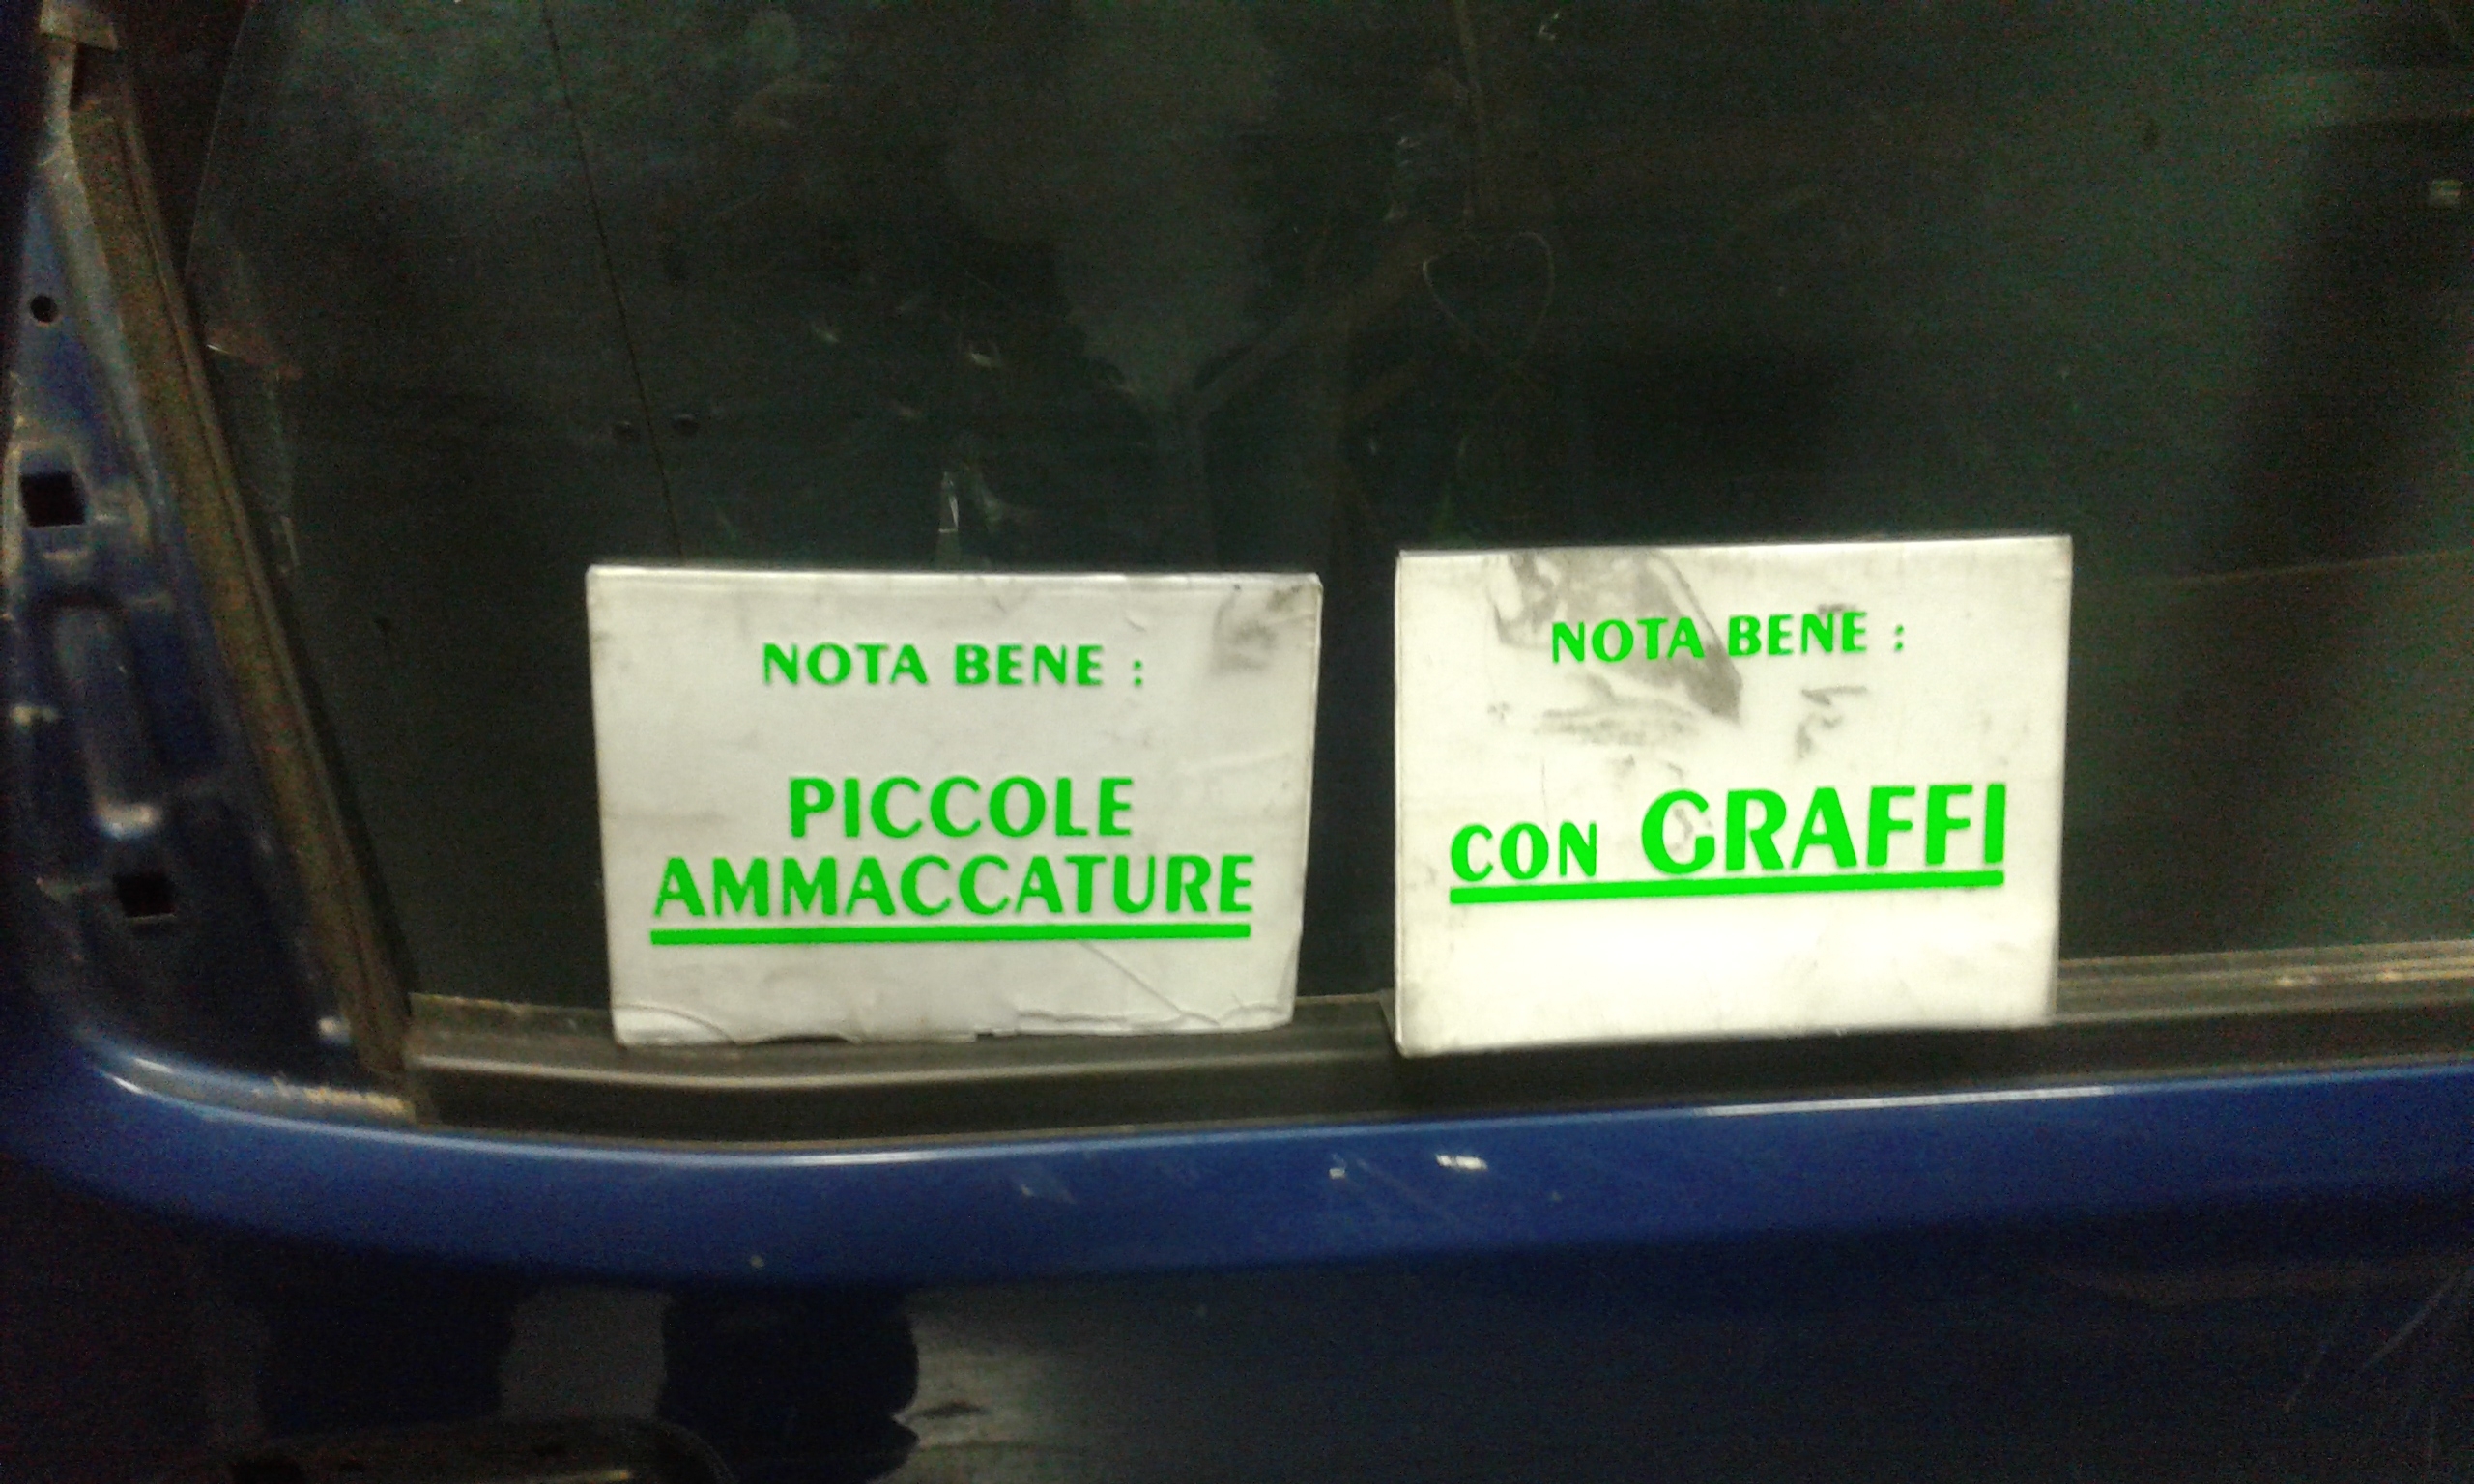 NOTA BENE :
PICCOLE
AMMACCATURE
NOTA BENE :
CON GRAFFI